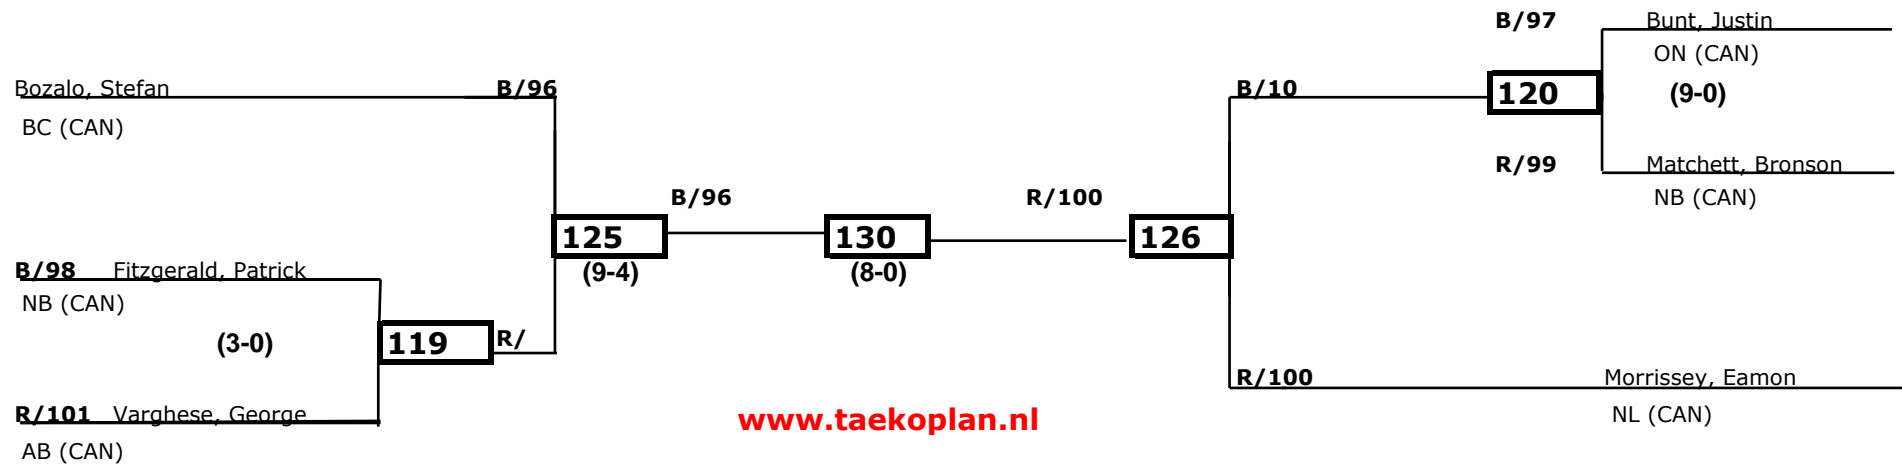 B/97 Bunt, Justin
ON (CAN)
Bozalo, Stefan B/96 B/10 120 (9-0)
BC (CAN)
R/99 Matchett, Bronson
B/96 R/100 NB (CAN)
125 130 126
B/98 Fitzgerald, Patrick (9-4) (8-0)
NB (CAN)
(3-0) 119 R/
R/100 Morrissey, Eamon
R/101 Varghese, George www.taekoplan.nl NL (CAN)
AB (CAN)